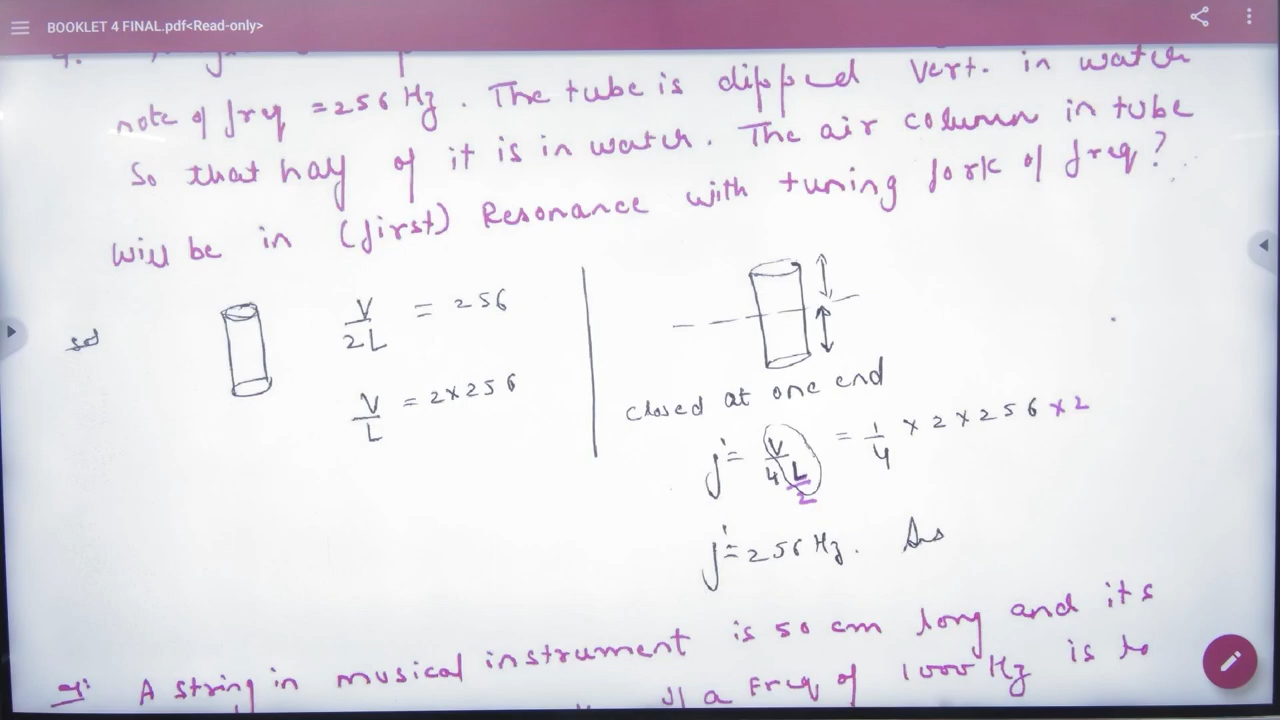 BOOKLET 4 FINAL.pdf<Read-only>
note of freq = 256 Hz. The tube is dipped vert. in water
So that half of it is in water. The air column in tube
will be in (first) Resonance with tuning fork of freq?
sol
V/2L = 256
V/L = 2×256
closed at one end
f' = V/4 L/2 = 1/4 × 2 × 256 × 2
f' = 256 Hz. Ans
A string in musical instrument is 50 cm long and its
a Freq of 1000 Hz is to